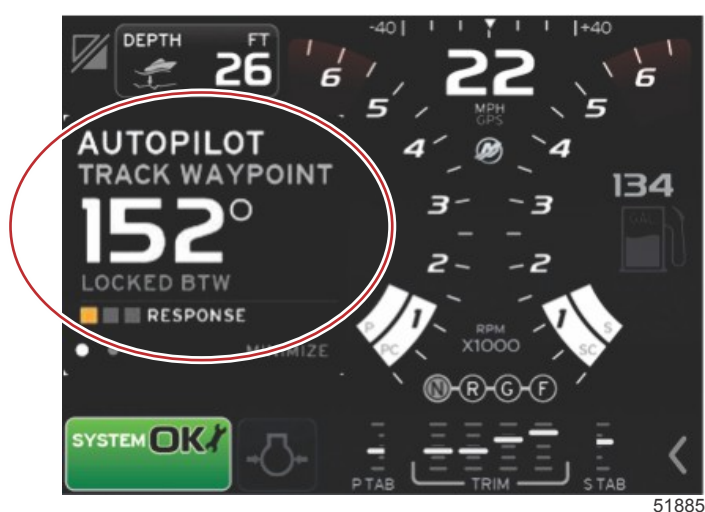 DEPTH FT
26
-40 +40
22
MPH
GPS
6 5 4 3 2 1
6 5 4 3 2 1
AUTOPILOT
TRACK WAYPOINT
152°
LOCKED BTW
RESPONSE
MINIMIZE
134
GAL
P S
PC SC
RPM
X1000
N R G F
SYSTEM OK
P TAB TRIM S TAB
51885